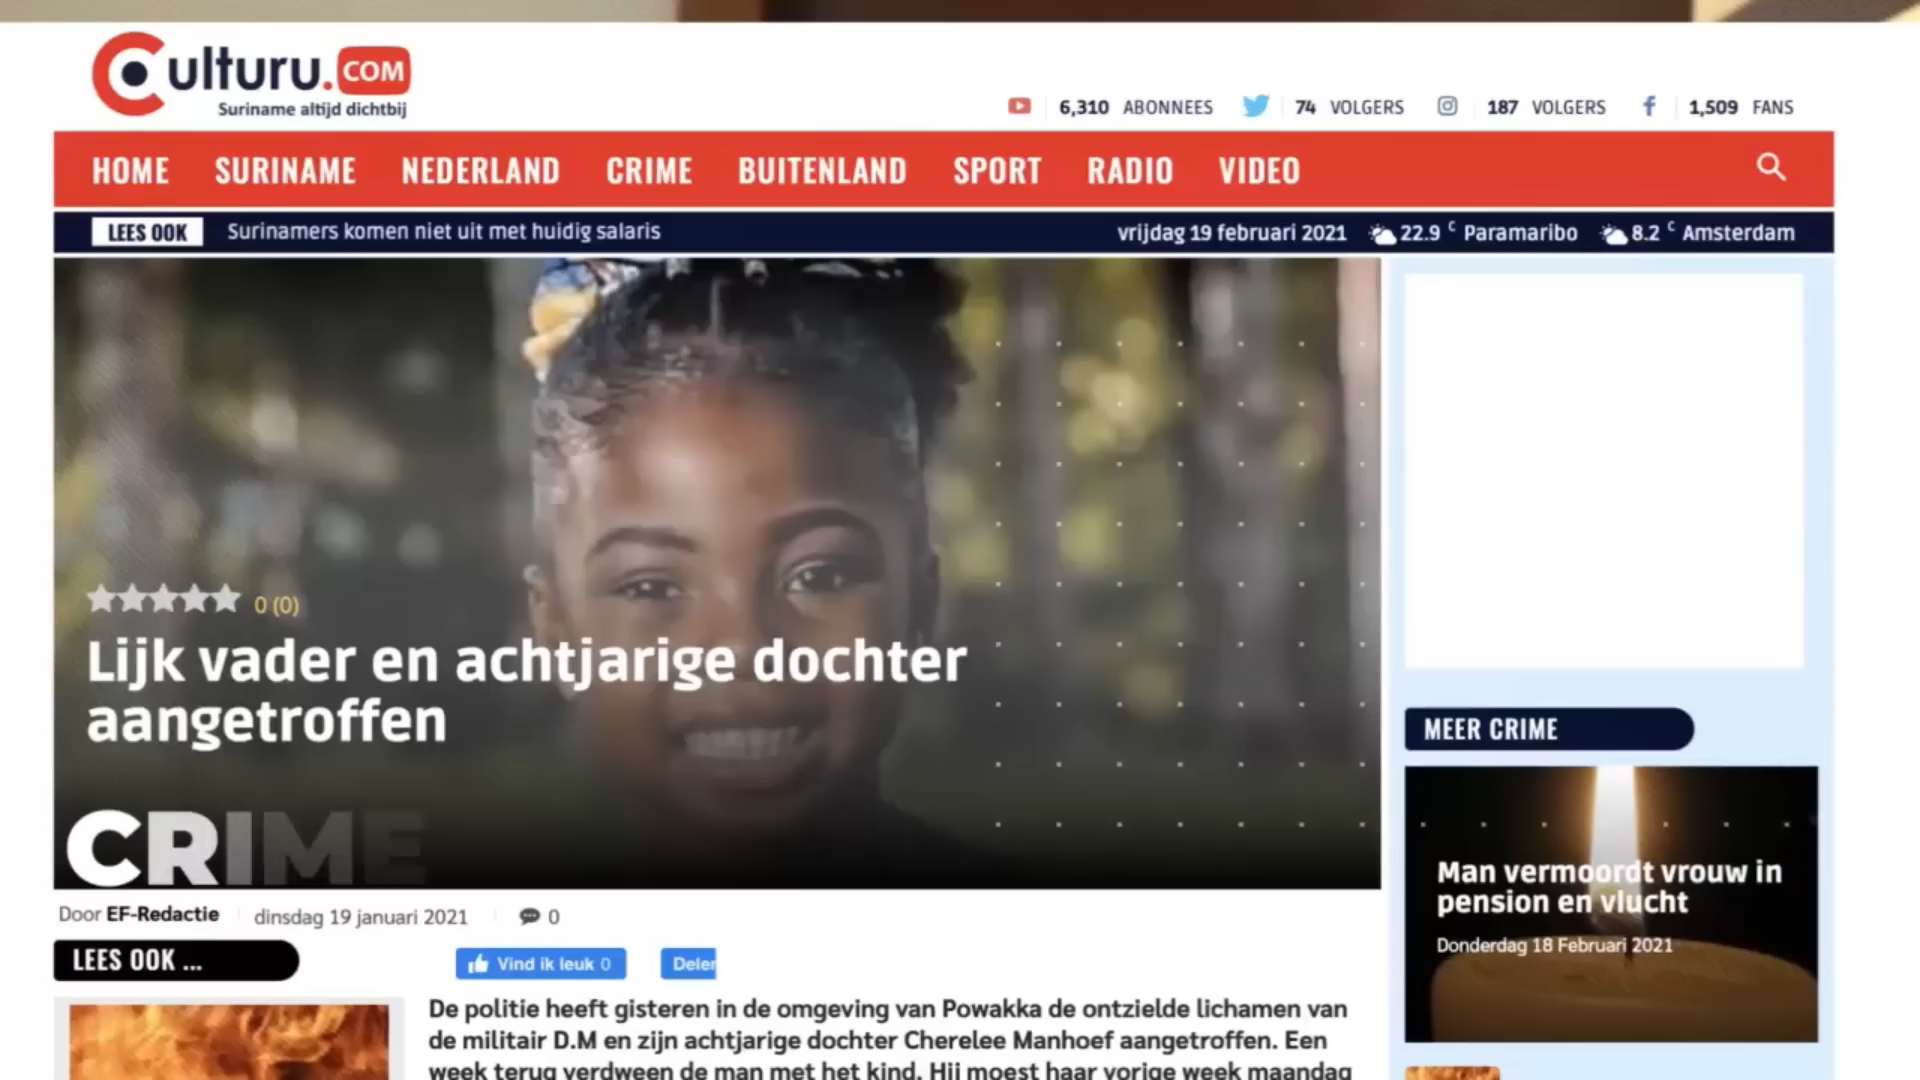 Culturu.COM
Suriname altijd dichtbij
6,310 ABONNEES 74 VOLGERS 187 VOLGERS 1,509 FANS
HOME SURINAME NEDERLAND CRIME BUITENLAND SPORT RADIO VIDEO
LEES OOK Surinamers komen niet uit met huidig salaris vrijdag 19 februari 2021 22.9 C Paramaribo 8.2 C Amsterdam
0 (0)
Lijk vader en achtjarige dochter
aangetroffen
CRIME
Door EF-Redactie dinsdag 19 januari 2021 0
LEES OOK ...
Vind ik leuk 0 Delen
De politie heeft gisteren in de omgeving van Powakka de ontzielde lichamen van
de militair D.M en zijn achtjarige dochter Cherelee Manhoef aangetroffen. Een
week terug verdween de man met het kind. Hij moest haar vorige week maandag
MEER CRIME
Man vermoordt vrouw in
pension en vlucht
Donderdag 18 Februari 2021